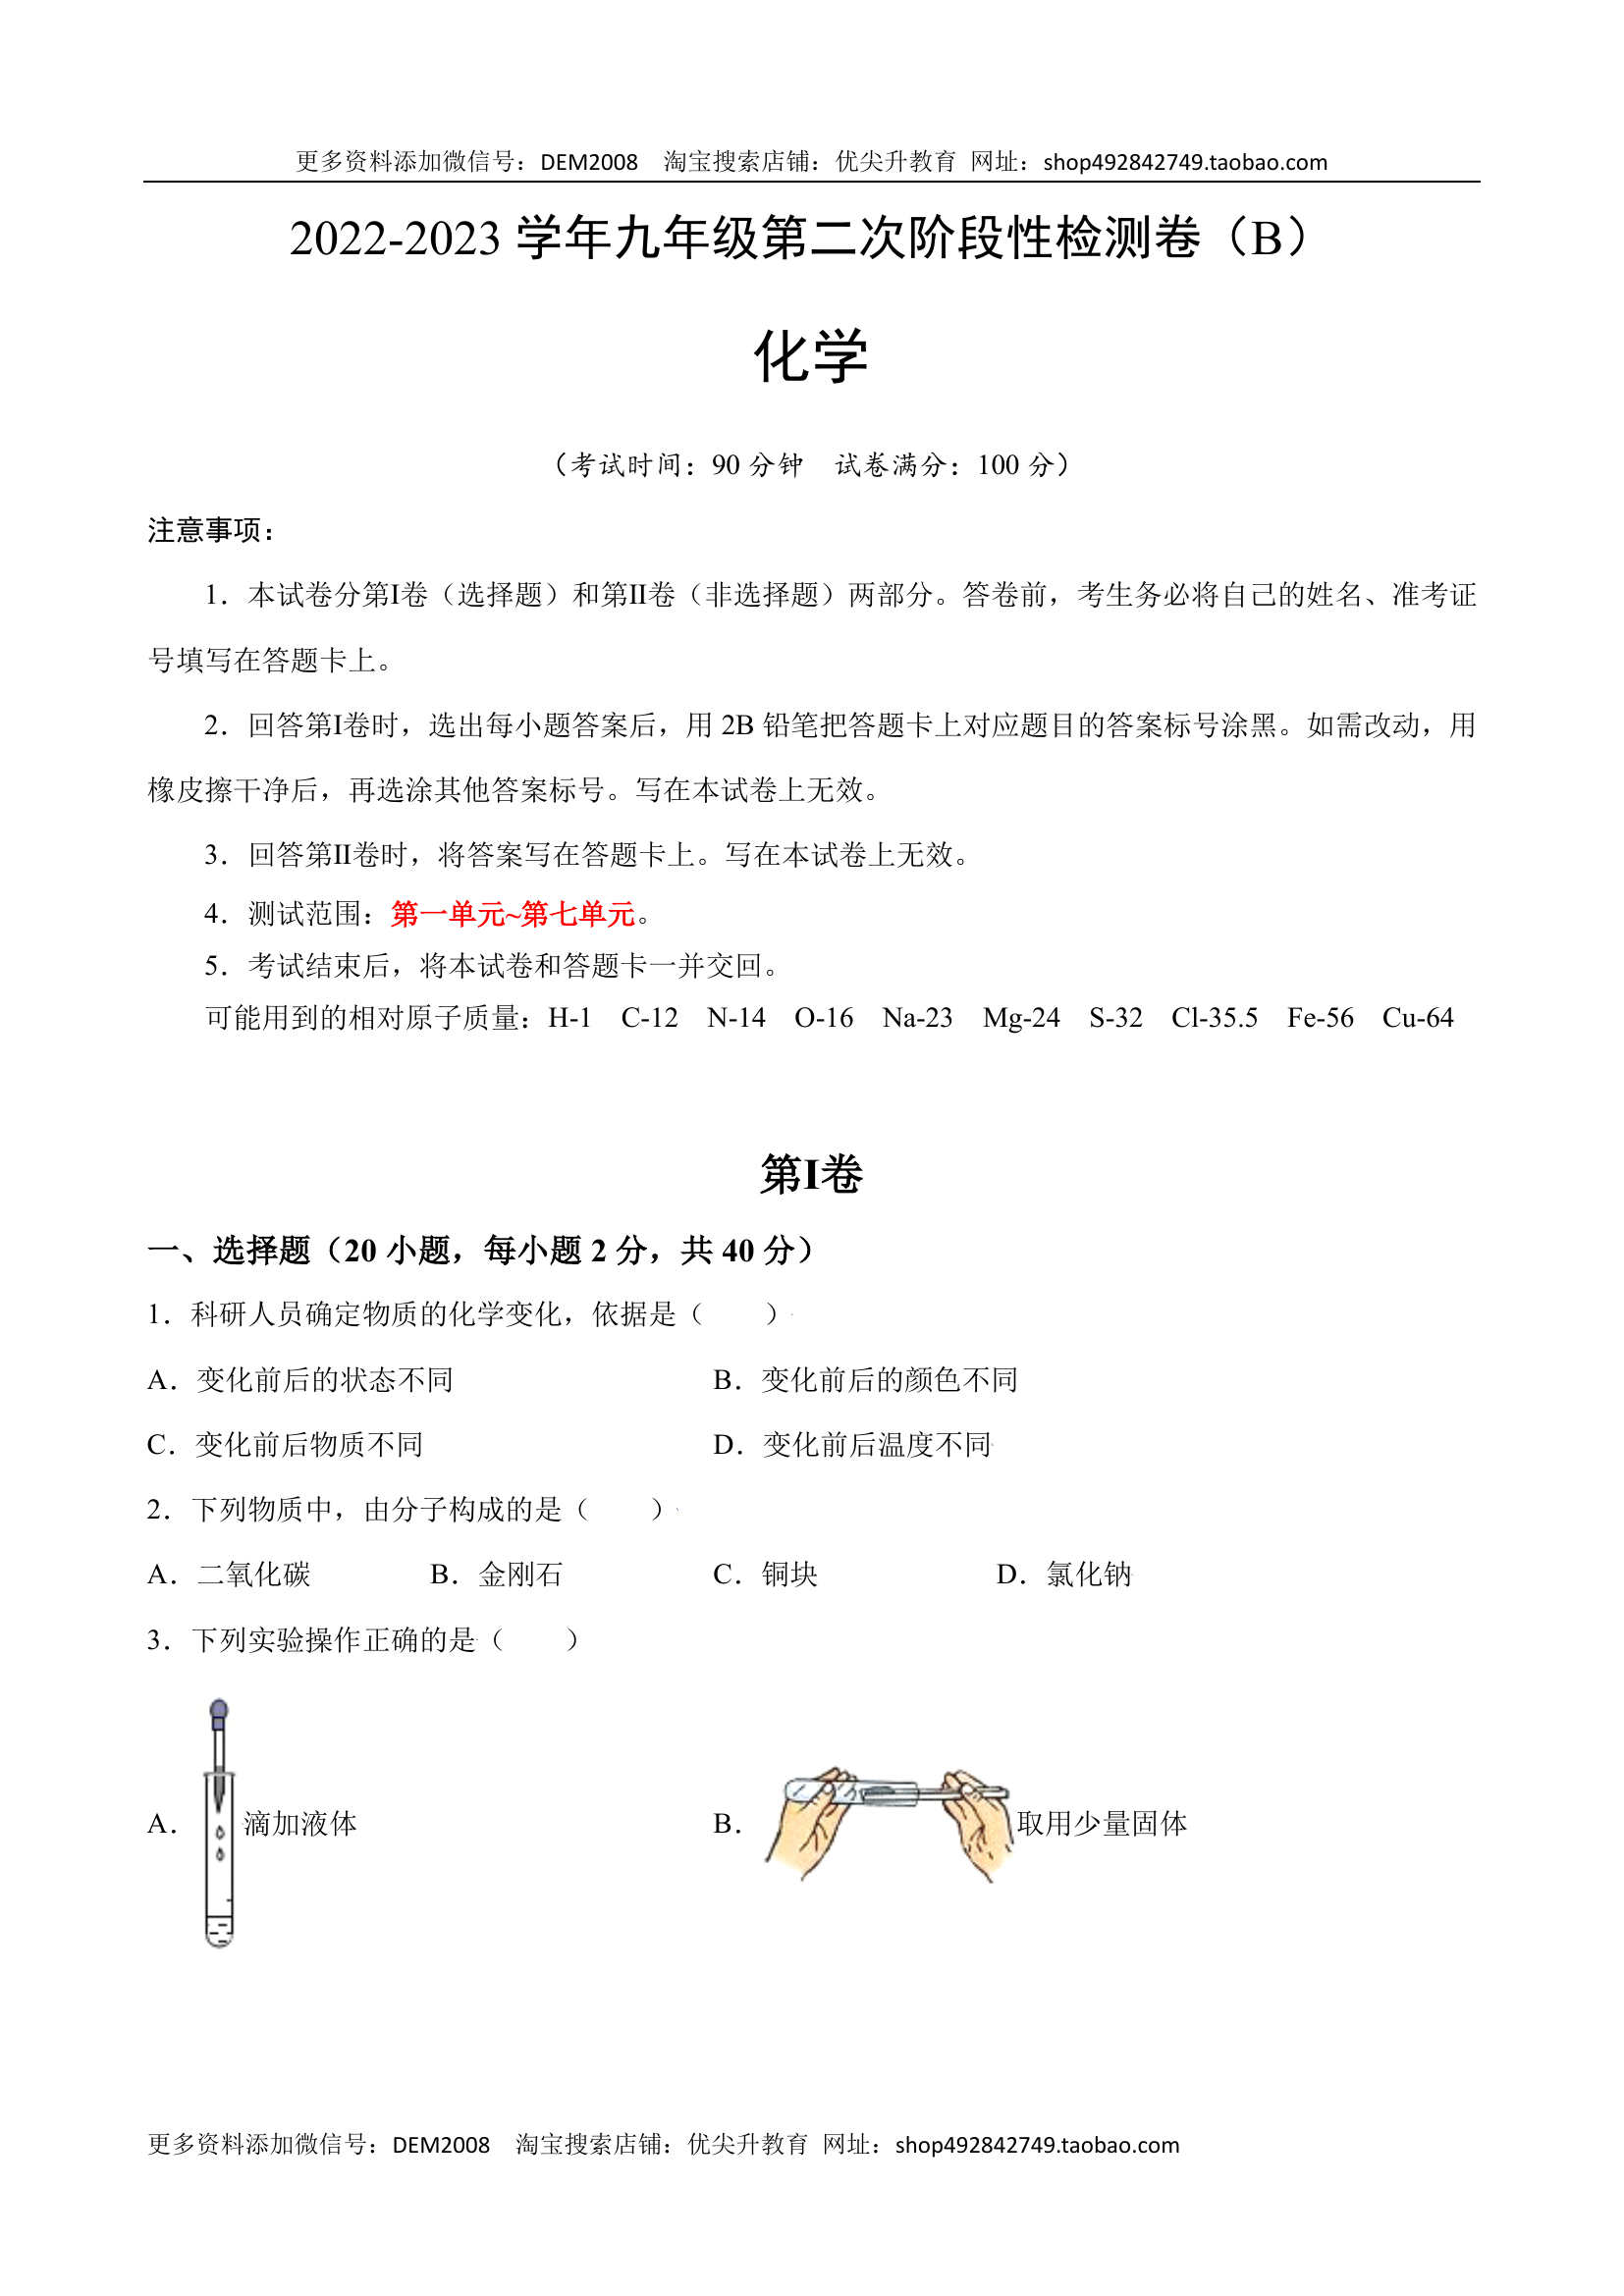 更多资料添加微信号：DEM2008 淘宝搜索店铺：优尖升教育 网址：shop492842749.taobao.com
2022-2023 学年九年级第二次阶段性检测卷（B）
化学
（考试时间：90 分钟 试卷满分：100 分）
注意事项：
1．本试卷分第I卷（选择题）和第II卷（非选择题）两部分。答卷前，考生务必将自己的姓名、准考证
号填写在答题卡上。
2．回答第I卷时，选出每小题答案后，用 2B 铅笔把答题卡上对应题目的答案标号涂黑。如需改动，用
橡皮擦干净后，再选涂其他答案标号。写在本试卷上无效。
3．回答第II卷时，将答案写在答题卡上。写在本试卷上无效。
4．测试范围：第一单元~第七单元。
5．考试结束后，将本试卷和答题卡一并交回。
可能用到的相对原子质量：H-1 C-12 N-14 O-16 Na-23 Mg-24 S-32 Cl-35.5 Fe-56 Cu-64
第I卷
一、选择题（20 小题，每小题 2 分，共 40 分）
1．科研人员确定物质的化学变化，依据是（ ）
A．变化前后的状态不同 B．变化前后的颜色不同
C．变化前后物质不同 D．变化前后温度不同
2．下列物质中，由分子构成的是（ ）
A．二氧化碳 B．金刚石 C．铜块 D．氯化钠
3．下列实验操作正确的是（ ）
A．滴加液体 B．取用少量固体
更多资料添加微信号：DEM2008 淘宝搜索店铺：优尖升教育 网址：shop492842749.taobao.com